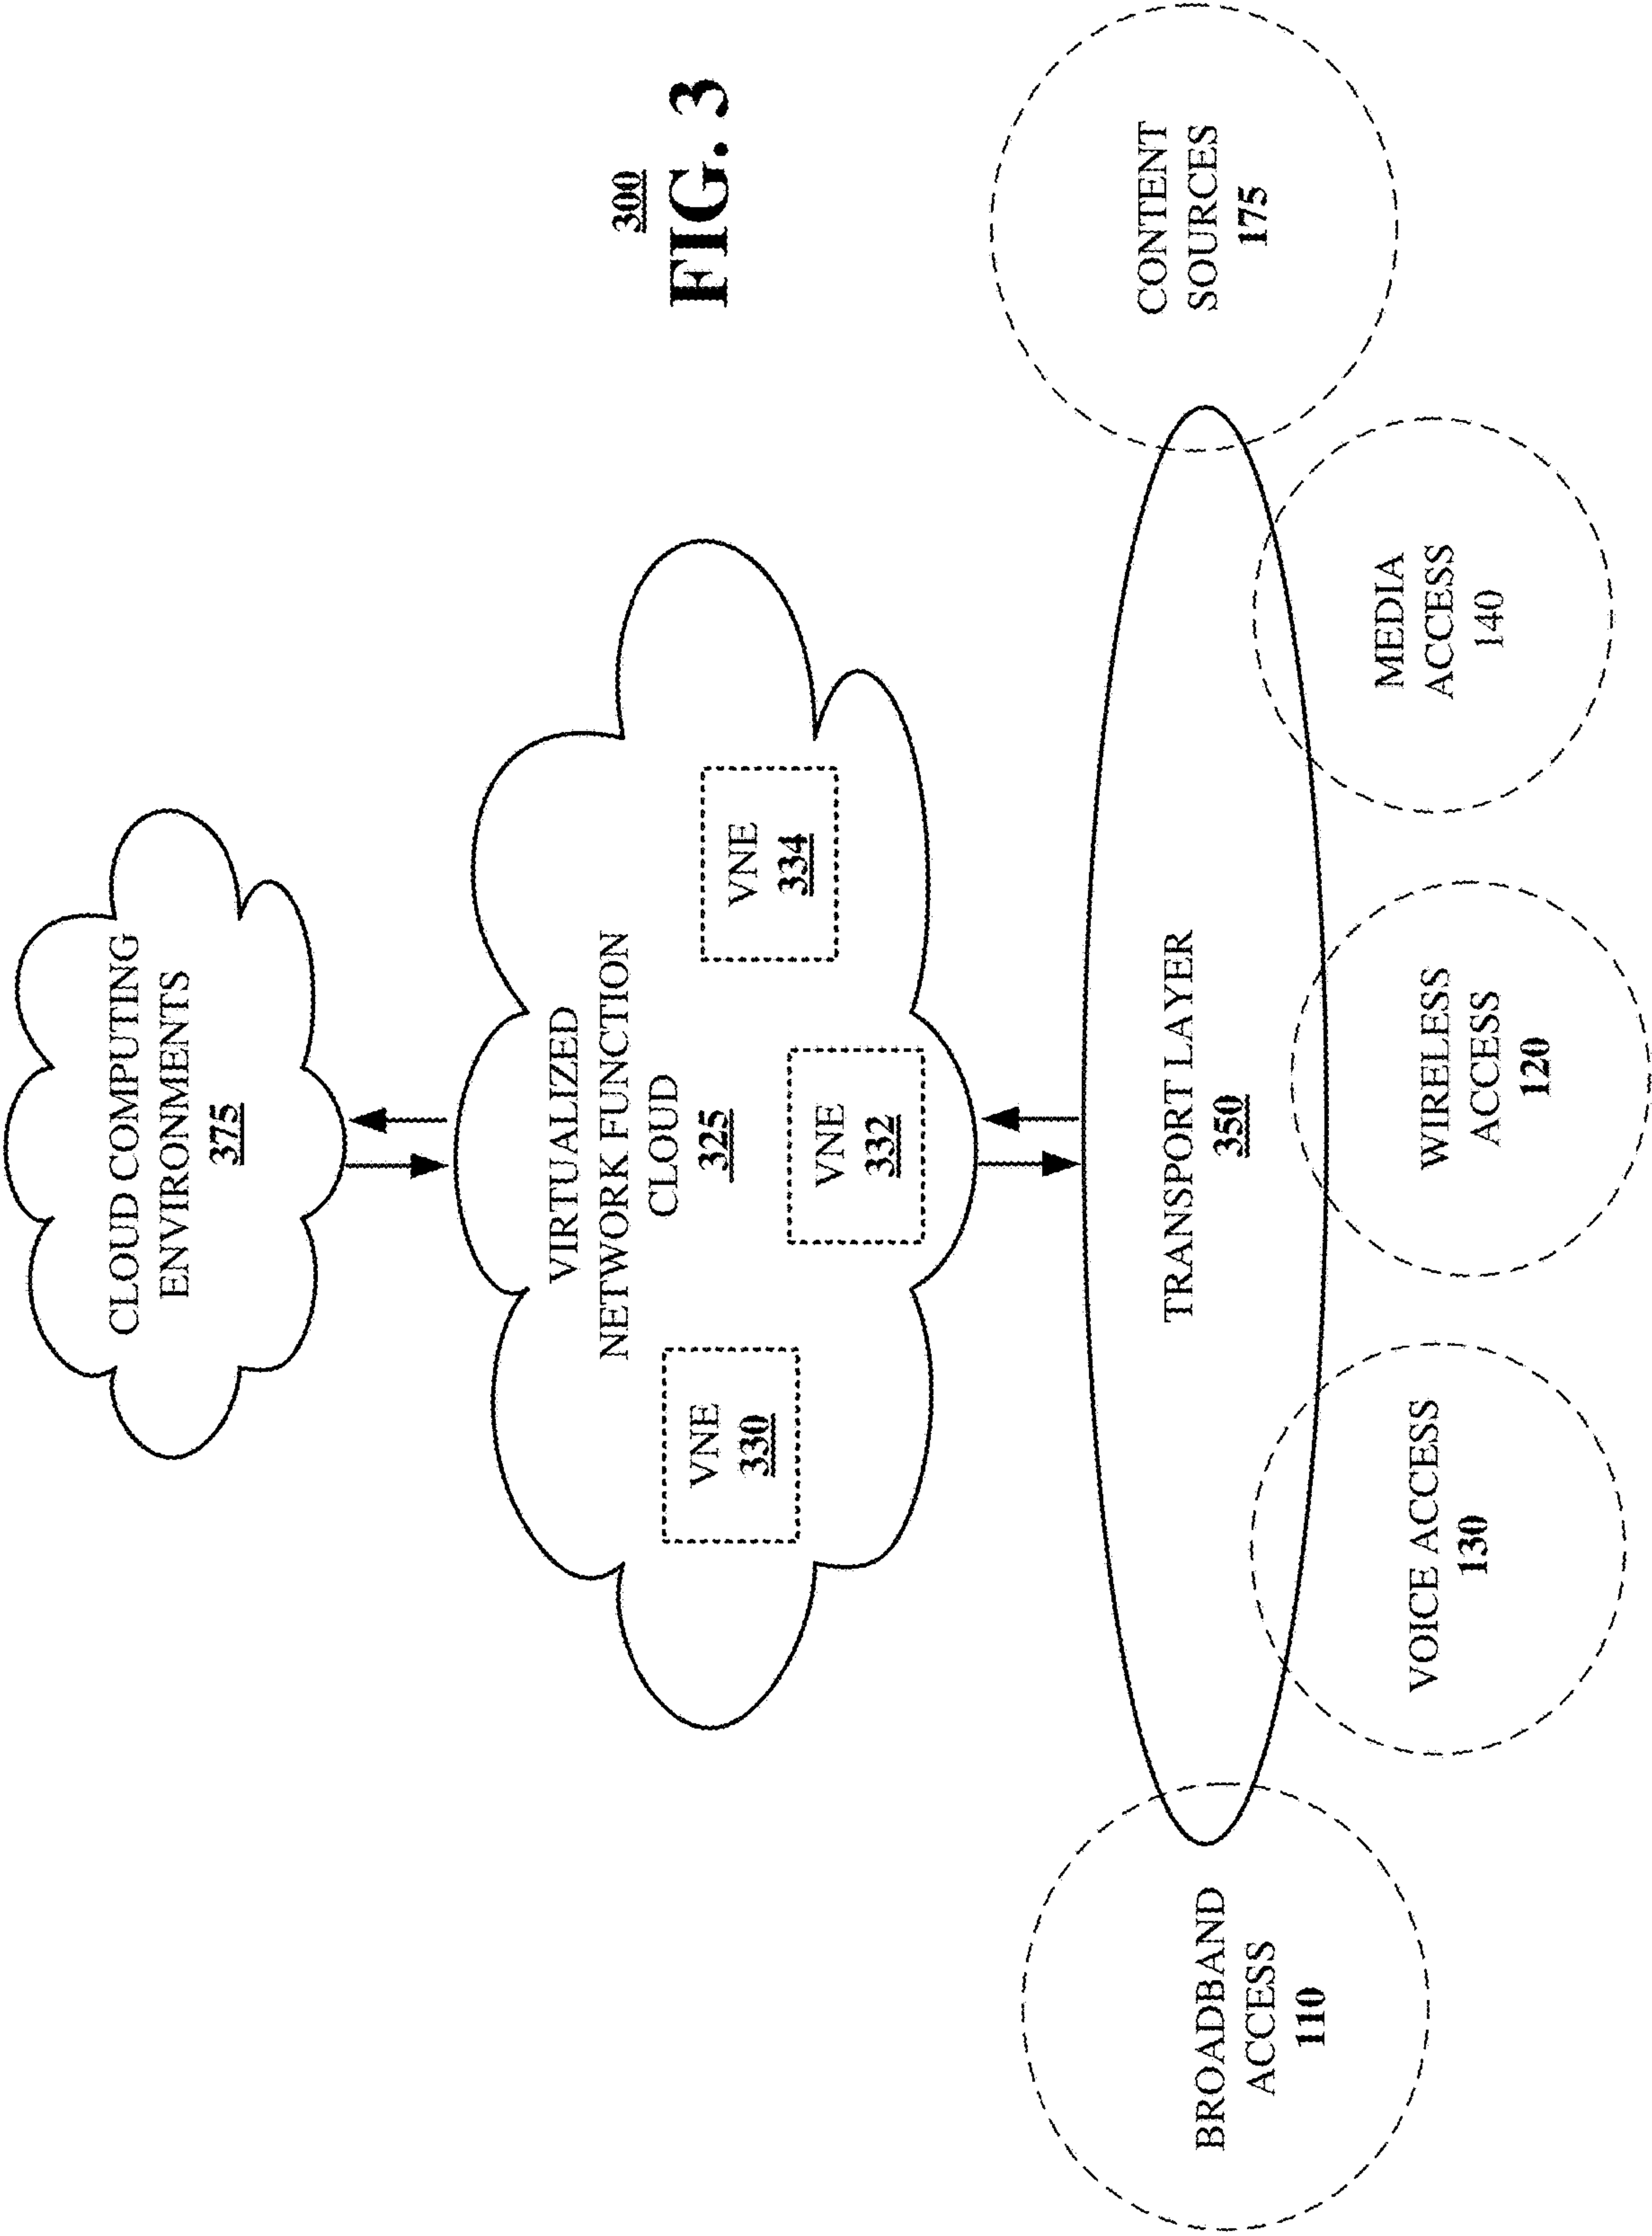 CLOUD COMPUTING
ENVIRONMENTS
375
VIRTUALIZED
NETWORK FUNCTION
CLOUD
325
VNE
330
VNE
332
VNE
334
TRANSPORT LAYER
350
BROADBAND
ACCESS
110
VOICE ACCESS
130
WIRELESS
ACCESS
120
MEDIA
ACCESS
140
CONTENT
SOURCES
175
300
FIG. 3